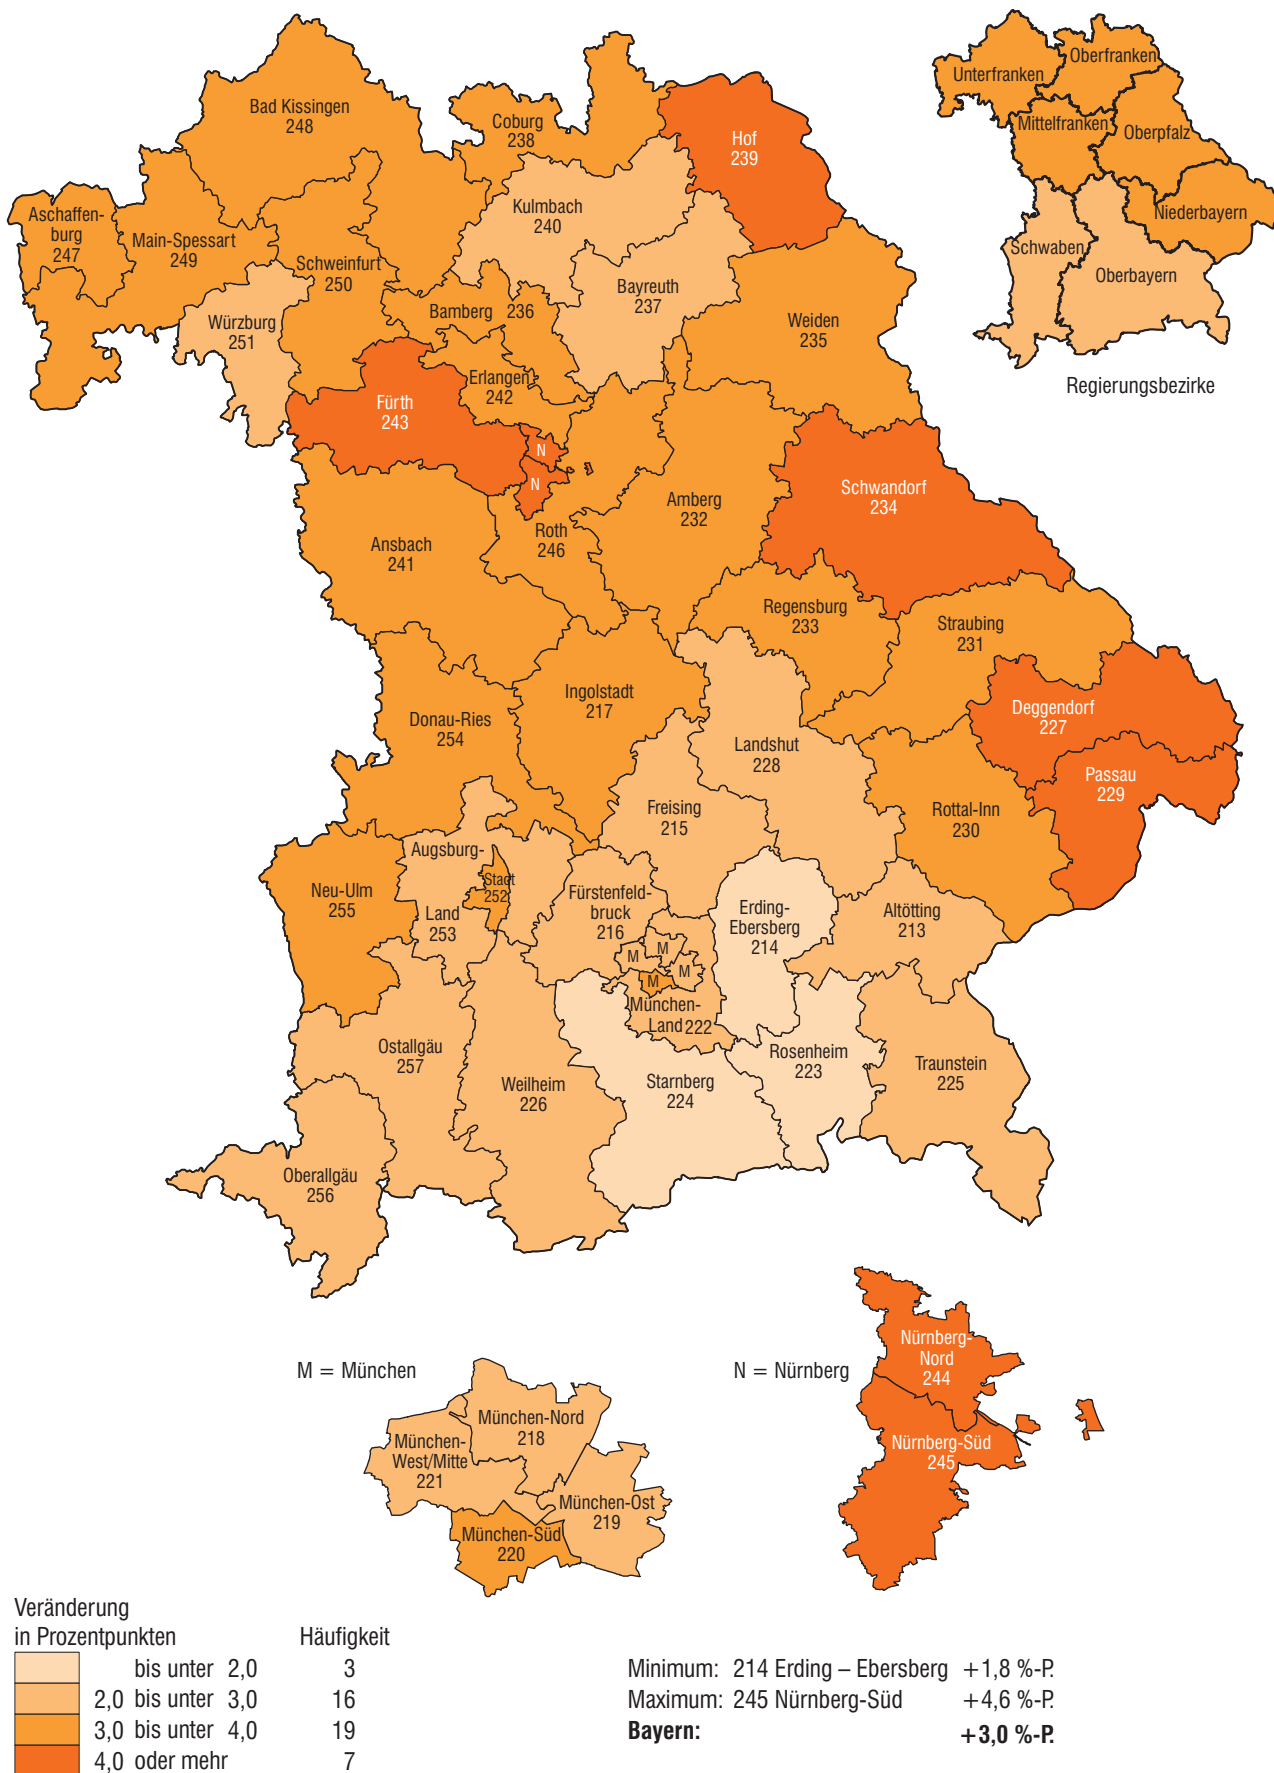 Bad Kissingen
248
Coburg
238
Hof
239
Unterfranken
Oberfranken
Mittelfranken
Oberpfalz
Niederbayern
Schwaben
Oberbayern
Regierungsbezirke
Aschaffen-
burg
247
Main-Spessart
249
Schweinfurt
250
Kulmbach
240
Bayreuth
237
Bamberg 236
Würzburg
251
Weiden
235
Erlangen
242
Fürth
243
N
N
Schwandorf
234
Amberg
232
Roth
246
Ansbach
241
Regensburg
233
Straubing
231
Ingolstadt
217
Donau-Ries
254
Deggendorf
227
Landshut
228
Passau
229
Freising
215
Rottal-Inn
230
Augsburg-
Stadt
252
Land
253
Neu-Ulm
255
Fürstenfeld-
bruck
216
Erding-
Ebersberg
214
Altötting
213
M
M
M
M
München-
Land 222
Ostallgäu
257
Weilheim
226
Starnberg
224
Rosenheim
223
Traunstein
225
Oberallgäu
256
M = München
N = Nürnberg
Nürnberg-
Nord
244
Nürnberg-Süd
245
München-Nord
218
München-
West/Mitte
221
München-Ost
219
München-Süd
220
Veränderung
in Prozentpunkten Häufigkeit
bis unter 2,0 3
2,0 bis unter 3,0 16
3,0 bis unter 4,0 19
4,0 oder mehr 7
Minimum: 214 Erding – Ebersberg +1,8 %-P.
Maximum: 245 Nürnberg-Süd +4,6 %-P.
Bayern: +3,0 %-P.